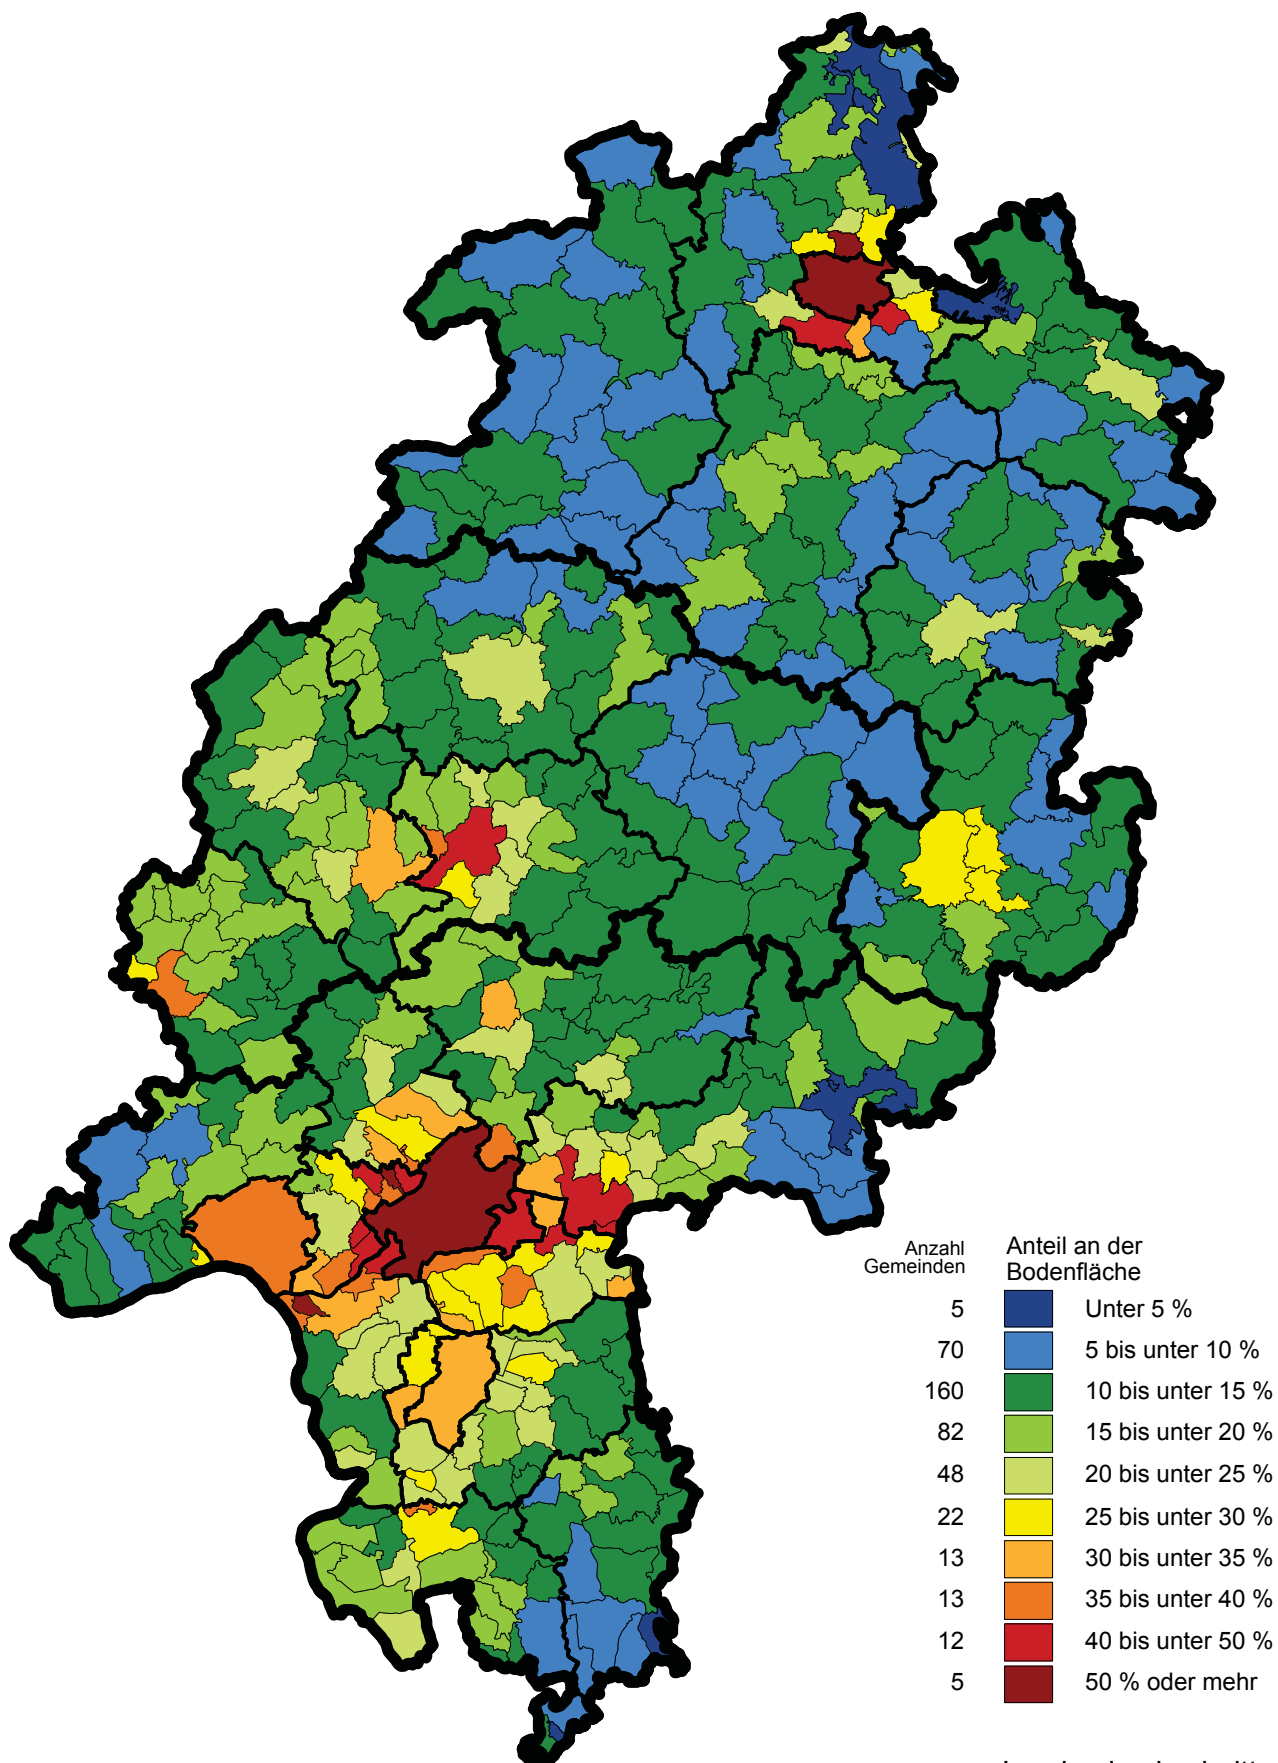 Anzahl
Gemeinden
Anteil an der
Bodenfläche
5 Unter 5 %
70 5 bis unter 10 %
160 10 bis unter 15 %
82 15 bis unter 20 %
48 20 bis unter 25 %
22 25 bis unter 30 %
13 30 bis unter 35 %
13 35 bis unter 40 %
12 40 bis unter 50 %
5 50 % oder mehr